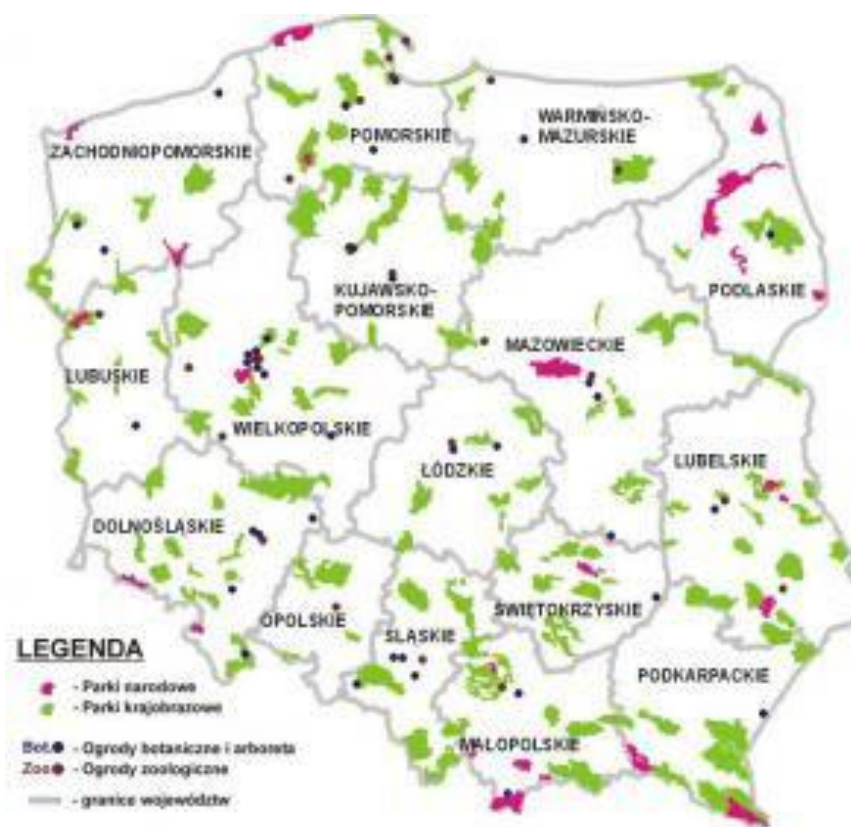 POMORSKIE
WARMIŃSKO-
MAZURSKIE
ZACHODNIOPOMORSKIE
KUJAWSKO-
POMORSKIE
PODLASKIE
MAZOWIECKIE
LUBUSKIE
WIELKOPOLSKIE
ŁÓDZKIE
LUBELSKIE
DOLNOŚLĄSKIE
OPOLSKIE
ŚLĄSKIE
ŚWIĘTOKRZYSKIE
PODKARPACKIE
MAŁOPOLSKIE
LEGENDA
- Parki narodowe
- Parki krajobrazowe
Bot. - Ogrody botaniczne i arboreta
Zoo - Ogrody zoologiczne
- granice województw